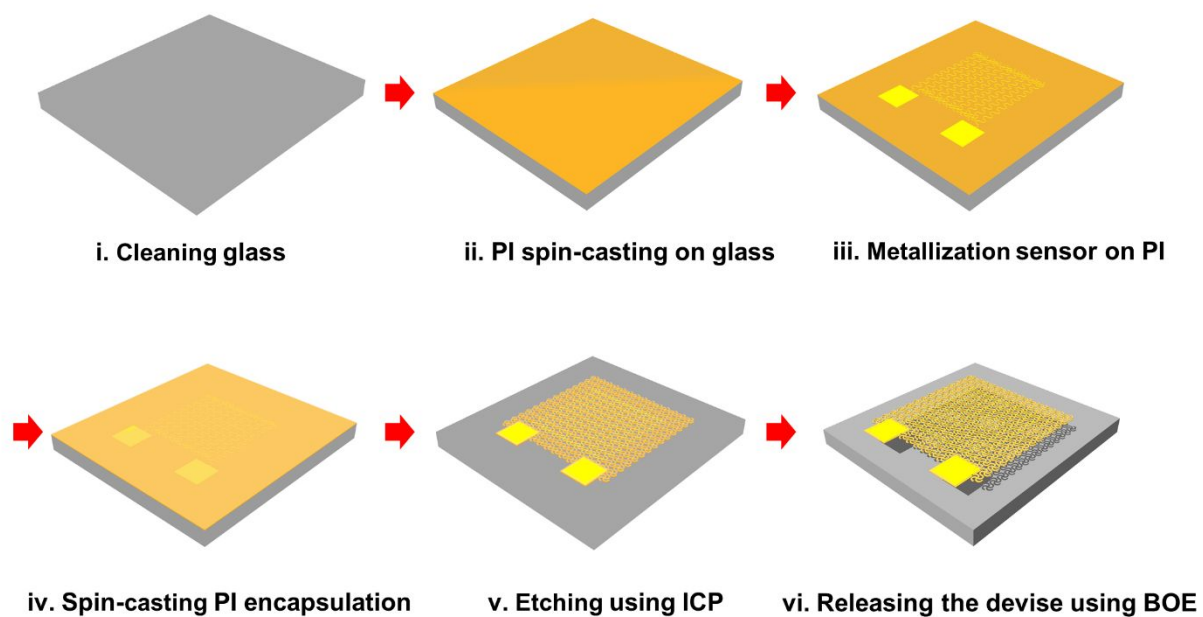 i. Cleaning glass
ii. PI spin-casting on glass
iii. Metallization sensor on PI
iv. Spin-casting PI encapsulation
v. Etching using ICP
vi. Releasing the devise using BOE